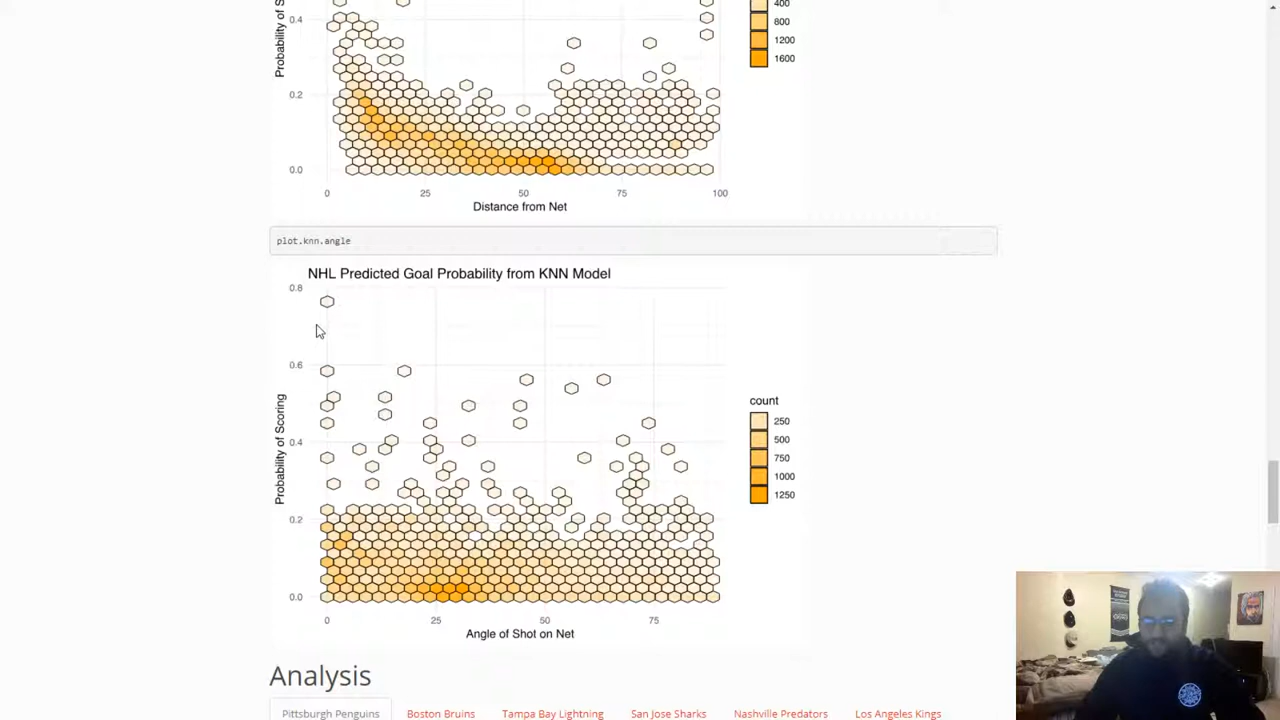 Probability of S
0.4
0.2
0.0
0 25 50 75 100
Distance from Net
400
800
1200
1600
plot.knn.angle
NHL Predicted Goal Probability from KNN Model
Probability of Scoring
0.8
0.6
0.4
0.2
0.0
0 25 50 75
Angle of Shot on Net
count
250
500
750
1000
1250
Analysis
Pittsburgh Penguins Boston Bruins Tampa Bay Lightning San Jose Sharks Nashville Predators Los Angeles Kings